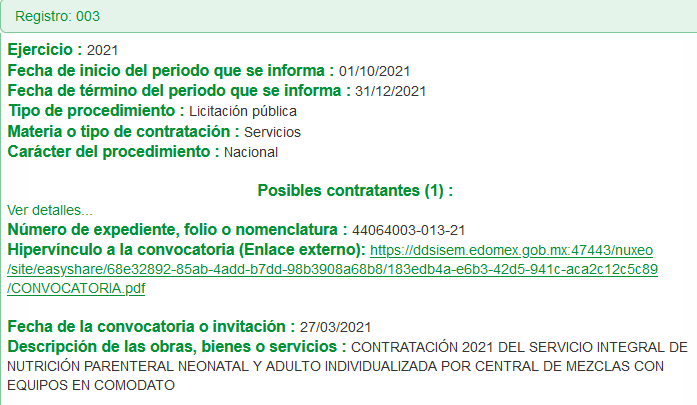 Registro: 003
Ejercicio : 2021
Fecha de inicio del periodo que se informa : 01/10/2021
Fecha de término del periodo que se informa : 31/12/2021
Tipo de procedimiento : Licitación pública
Materia o tipo de contratación : Servicios
Carácter del procedimiento : Nacional
Posibles contratantes (1) :
Ver detalles...
Número de expediente, folio o nomenclatura : 44064003-013-21
Hipervínculo a la convocatoria (Enlace externo): https://ddsisem.edomex.gob.mx:47443/nuxeo
/site/easyshare/68e32892-85ab-4add-b7dd-98b3908a68b8/183edb4a-e6b3-42d5-941c-aca2c12c5c89
/CONVOCATORIA.pdf
Fecha de la convocatoria o invitación : 27/03/2021
Descripción de las obras, bienes o servicios : CONTRATACIÓN 2021 DEL SERVICIO INTEGRAL DE
NUTRICIÓN PARENTERAL NEONATAL Y ADULTO INDIVIDUALIZADA POR CENTRAL DE MEZCLAS CON
EQUIPOS EN COMODATO